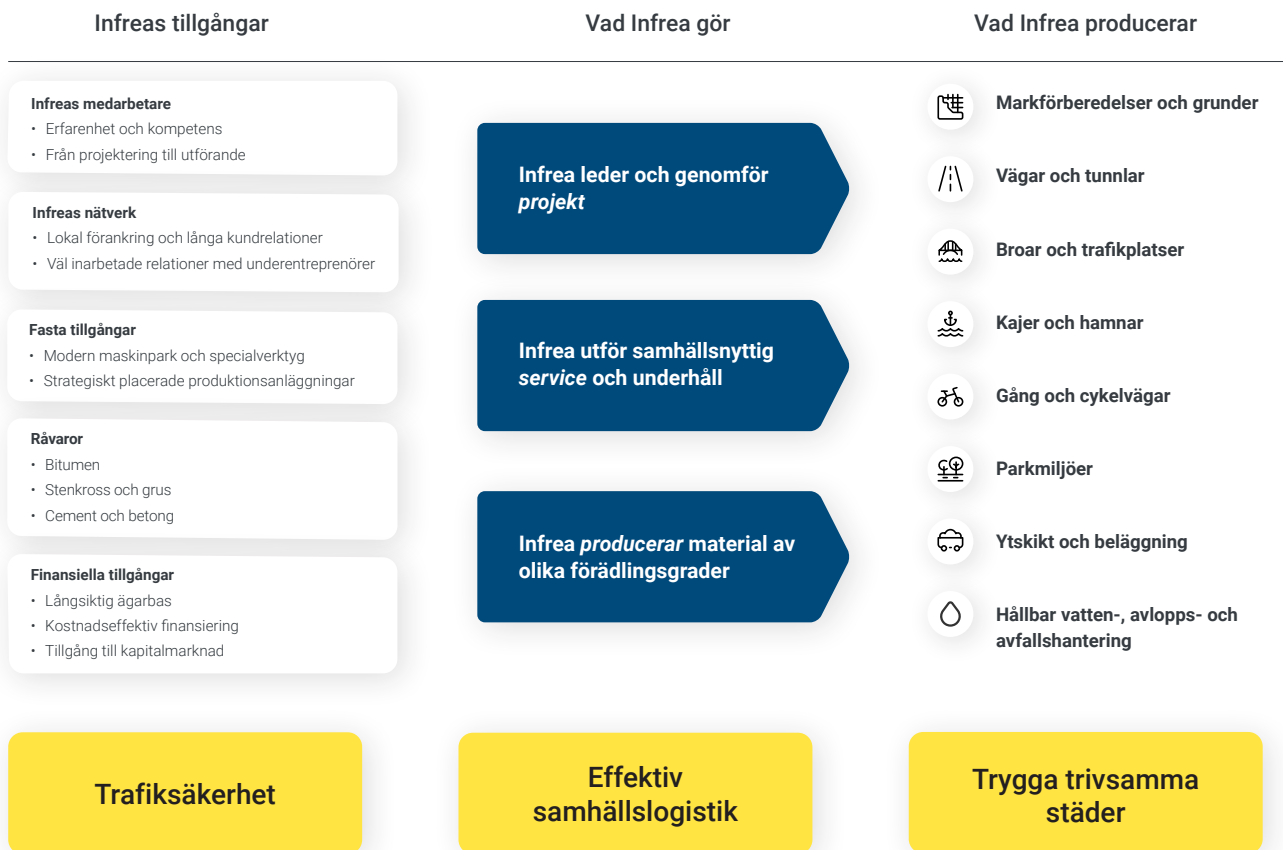 Infreas tillgångar
Vad Infrea gör
Vad Infrea producerar
Infreas medarbetare
• Erfarenhet och kompetens
• Från projektering till utförande
Infreas nätverk
• Lokal förankring och långa kundrelationer
• Väl inarbetade relationer med underentreprenörer
Fasta tillgångar
• Modern maskinpark och specialverktyg
• Strategiskt placerade produktionsanläggningar
Råvaror
• Bitumen
• Stenkross och grus
• Cement och betong
Finansiella tillgångar
• Långsiktig ägarbas
• Kostnadseffektiv finansiering
• Tillgång till kapitalmarknad
Infrea leder och genomför
projekt
Infrea utför samhällsnyttig
service och underhåll
Infrea producerar material av
olika förädlingsgrader
Markförberedelser och grunder
Vägar och tunnlar
Broar och trafikplatser
Kajer och hamnar
Gång och cykelvägar
Parkmiljöer
Ytskikt och beläggning
Hållbar vatten-, avlopps- och
avfallshantering
Trafiksäkerhet
Effektiv
samhällslogistik
Trygga trivsamma
städer